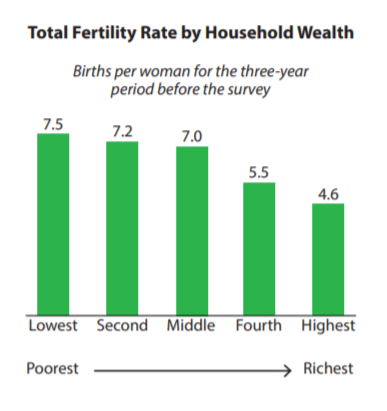 Total Fertility Rate by Household Wealth
Births per woman for the three-year
period before the survey
7.5
7.2
7.0
5.5
4.6
Lowest Second Middle Fourth Highest
Poorest Richest